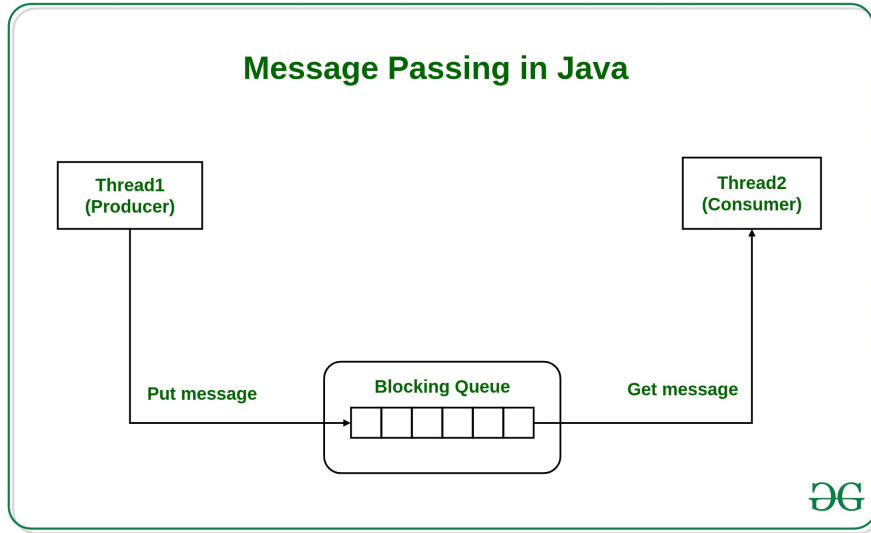 Message Passing in Java
Thread1
(Producer)
Thread2
(Consumer)
Put message
Blocking Queue
Get message